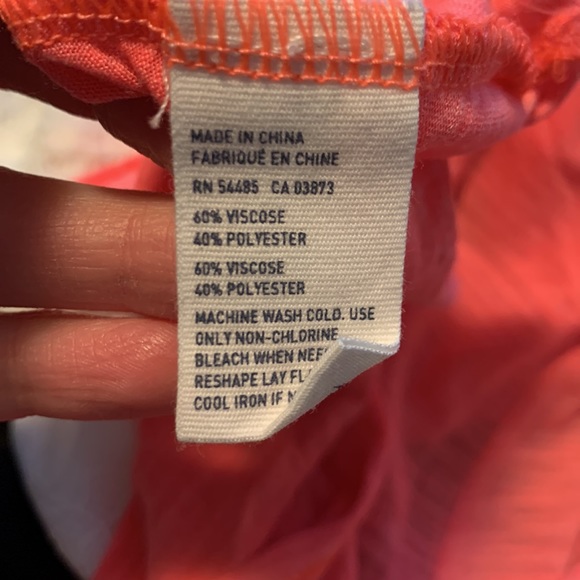 MADE IN CHINA
FABRIQUÉ EN CHINE
RN 54485 CA 03873
60% VISCOSE
40% POLYESTER
60% VISCOSE
40% POLYESTER
MACHINE WASH COLD. USE
ONLY NON-CHLORINE
BLEACH WHEN
RESHAPE LAY
COOL IRON IF